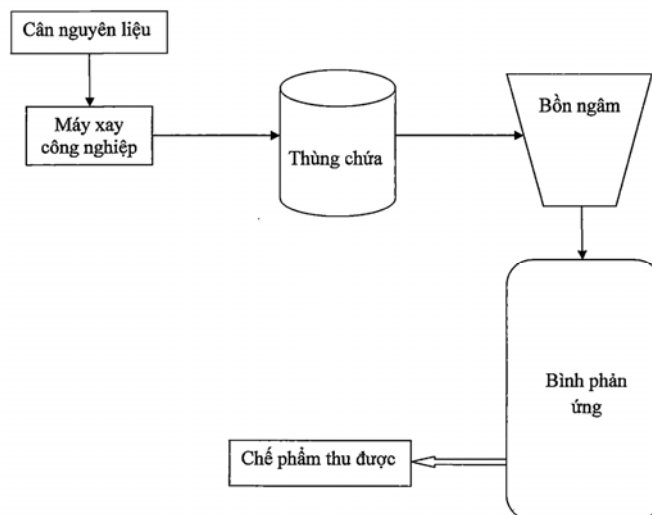 Cân nguyên liệu
Máy xay
công nghiệp
Thùng chứa
Bồn ngâm
Bình phản
ứng
Chế phẩm thu được